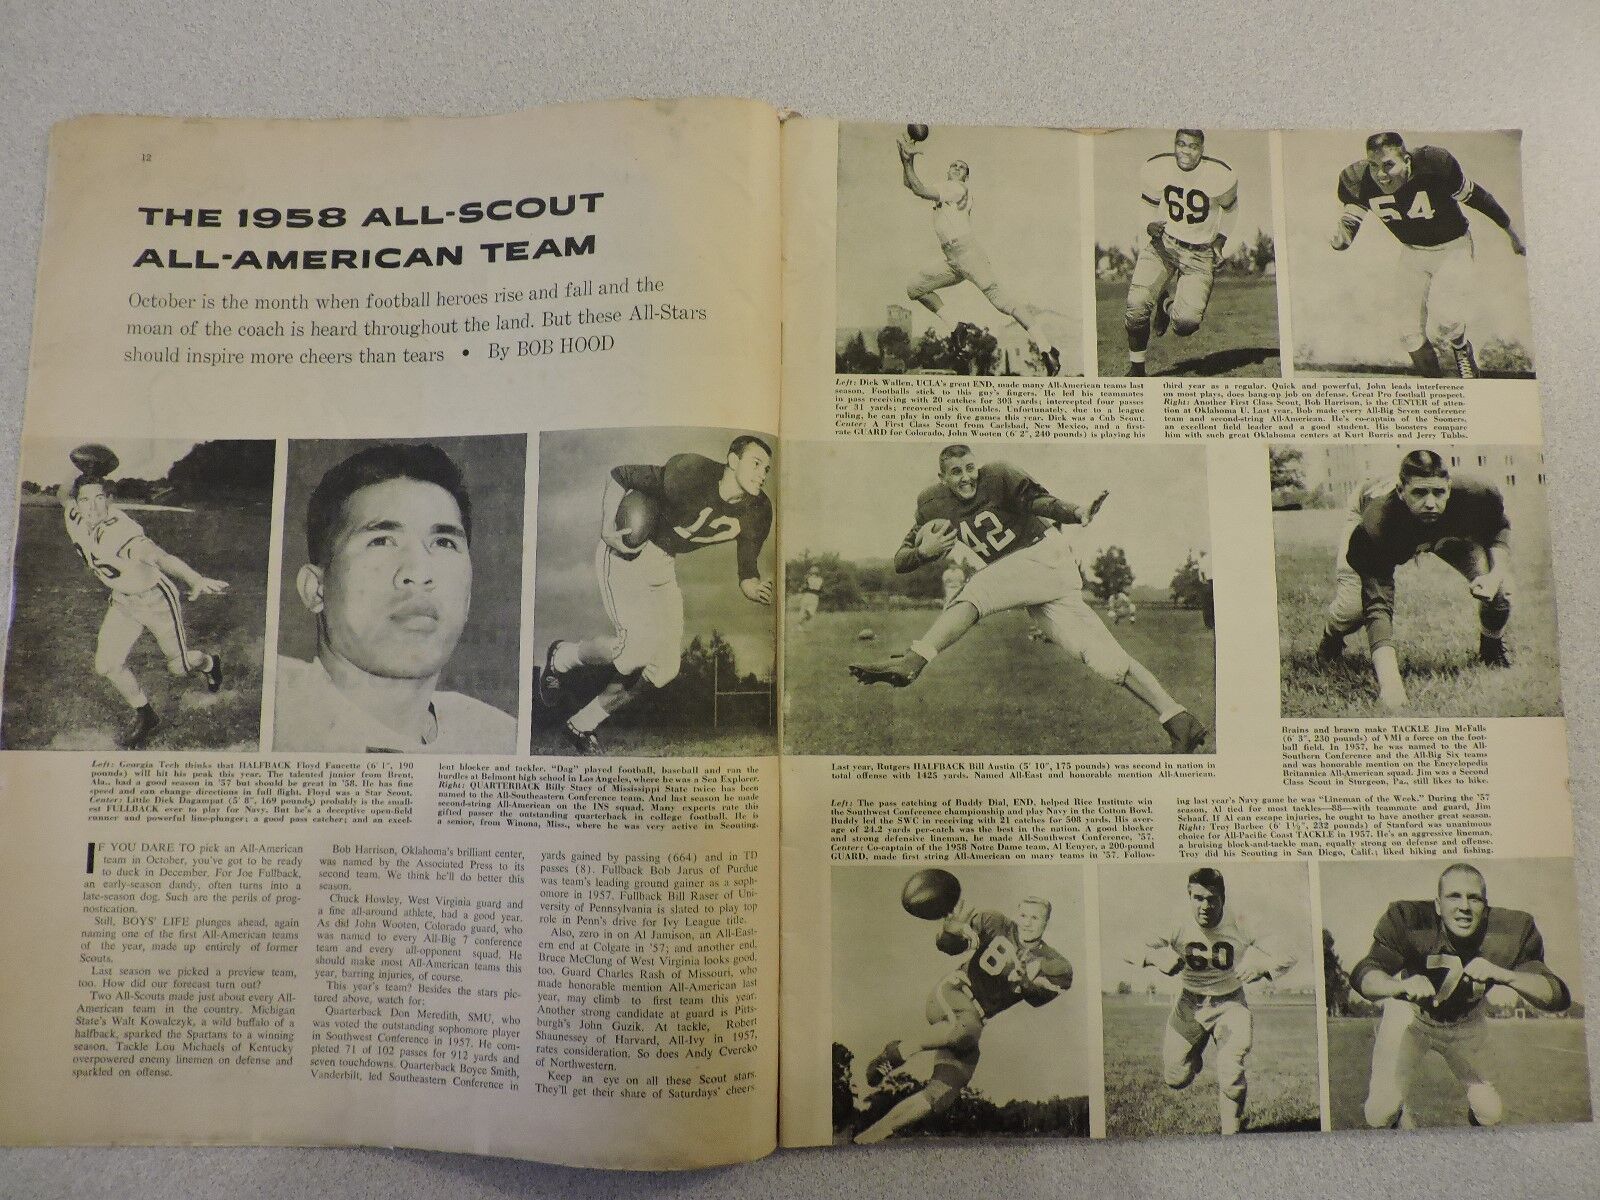 12
THE 1958 ALL-SCOUT
ALL-AMERICAN TEAM
October is the month when football heroes rise and fall and the
moan of the coach is heard throughout the land. But these All-Stars
should inspire more cheers than tears • By BOB HOOD
Left: Georgia Tech thinks that HALFBACK Floyd Faucette (6' 1", 190
pounds) will hit his peak this year. The talented junior from Brent,
Ala., had a good season in '57 but should be great in '58. He has fine
speed and can change directions in full flight. Floyd was a Star Scout.
Center: Little Dick Dagampat (5' 8", 169 pounds) probably is the small-
est FULLBACK ever to play for Navy. But he's a deceptive open-field
runner and powerful line-plunger; a good pass catcher; and an excel-
lent blocker and tackler. "Dag" played football, baseball and ran the
hurdles at Belmont high school in Los Angeles, where he was a Sea Explorer.
Right: QUARTERBACK Billy Stacy of Mississippi State twice has been
named to the All-Southeastern Conference team. And last season he made
second-string All-American on the INS squad. Many experts rate this
gifted passer the outstanding quarterback in college football. He is
a senior, from Winona, Miss., where he was very active in Scouting.
IF YOU DARE TO pick an All-American
team in October, you've got to be ready
to duck in December. For Joe Fullback,
an early-season dandy, often turns into a
late-season dog. Such are the perils of prog-
nostication.
Still, BOYS' LIFE plunges ahead, again
naming one of the first All-American teams
of the year, made up entirely of former
Scouts.
Last season we picked a preview team,
too. How did our forecast turn out?
Two All-Scouts made just about every All-
American team in the country. Michigan
State's Walt Kowalczyk, a wild buffalo of a
halfback, sparked the Spartans to a winning
season. Tackle Lou Michaels of Kentucky
overpowered enemy linemen on defense and
sparkled on offense.
Bob Harrison, Oklahoma's brilliant center,
was named by the Associated Press to its
second team. We think he'll do better this
season.
Chuck Howley, West Virginia guard and
a fine all-around athlete, had a good year.
As did John Wooten, Colorado guard, who
was named to every All-Big 7 conference
team and every all-opponent squad. He
should make most All-American teams this
year, barring injuries, of course.
This year's team? Besides the stars pic-
tured above, watch for:
Quarterback Don Meredith, SMU, who
was voted the outstanding sophomore player
in Southwest Conference in 1957. He com-
pleted 71 of 102 passes for 912 yards and
seven touchdowns. Quarterback Boyce Smith,
Vanderbilt, led Southeastern Conference in
yards gained by passing (664) and in TD
passes (8). Fullback Bob Jarus of Purdue
was team's leading ground gainer as a soph-
omore in 1957. Fullback Bill Raser of Uni-
versity of Pennsylvania is slated to play top
role in Penn's drive for Ivy League title.
Also, zero in on Al Jamison, an All-East-
ern end at Colgate in '57; and another end,
Bruce McClung of West Virginia looks good,
too. Guard Charles Rash of Missouri, who
made honorable mention All-American last
year, may climb to first team this year.
Another strong candidate at guard is Pitts-
burgh's John Guzik. At tackle, Robert
Shaunessey of Harvard, All-Ivy in 1957,
rates consideration. So does Andy Cvercko
of Northwestern.
Keep an eye on all these Scout stars.
They'll get their share of Saturdays' cheers
69
54
Left: Dick Wallen, UCLA's great END, made many All-American teams last
season. Footballs stick to this guy's fingers. He led his teammates
in pass receiving with 20 catches for 303 yards; intercepted four passes
for 31 yards; recovered six fumbles. Unfortunately, due to a league
ruling, he can play in only five games this year. Dick was a Cub Scout.
Center: A First Class Scout from Carlsbad, New Mexico, and a first-
rate GUARD for Colorado, John Wooten (6' 2", 240 pounds) is playing his
third year as a regular. Quick and powerful, John leads interference
on most plays, does bang-up job on defense. Great Pro football prospect.
Right: Another First Class Scout, Bob Harrison, is the CENTER of atten-
tion at Oklahoma U. Last year, Bob made every All-Big Seven conference
team and second-string All-American. He's co-captain of the Sooners,
an excellent field leader and a good student. His boosters compare
him with such great Oklahoma centers at Kurt Burris and Jerry Tubbs.
12
42
Last year, Rutgers HALFBACK Bill Austin (5' 10", 175 pounds) was second in nation in
total offense with 1425 yards. Named All-East and honorable mention All-American.
Brains and brawn make TACKLE Jim McFalls
(6' 3", 230 pounds) of VMI a force on the foot-
ball field. In 1957, he was named to the All-
Southern Conference and the All-Big Six teams
and was honorable mention on the Encyclopedia
Britannica All-American squad. Jim was a Second
Class Scout in Sturgeon, Pa., still likes to hike.
Left: The pass catching of Buddy Dial, END, helped Rice Institute win
the Southwest Conference championship and play Navy in the Cotton Bowl.
Buddy led the SWC in receiving with 21 catches for 508 yards. His aver-
age of 24.2 yards per-catch was the best in the nation. A good blocker
and strong defensive lineman, he made All-Southwest Conference, '57.
Center: Co-captain of the 1958 Notre Dame team, Al Ecuyer, a 200-pound
GUARD, made first string All-American on many teams in '57. Follow-
ing last year's Navy game he was "Lineman of the Week." During the '57
season, Al tied for most tackles—88—with teammate and guard, Jim
Schaaf. If Al can escape injuries, he ought to have another great season.
Right: Troy Barbee (6' 1½", 232 pounds) of Stanford was unanimous
choice for All-Pacific Coast TACKLE in 1957. He's an aggressive lineman,
a bruising block-and-tackle man, equally strong on defense and offense.
Troy did his Scouting in San Diego, Calif.; liked hiking and fishing.
8
60
7